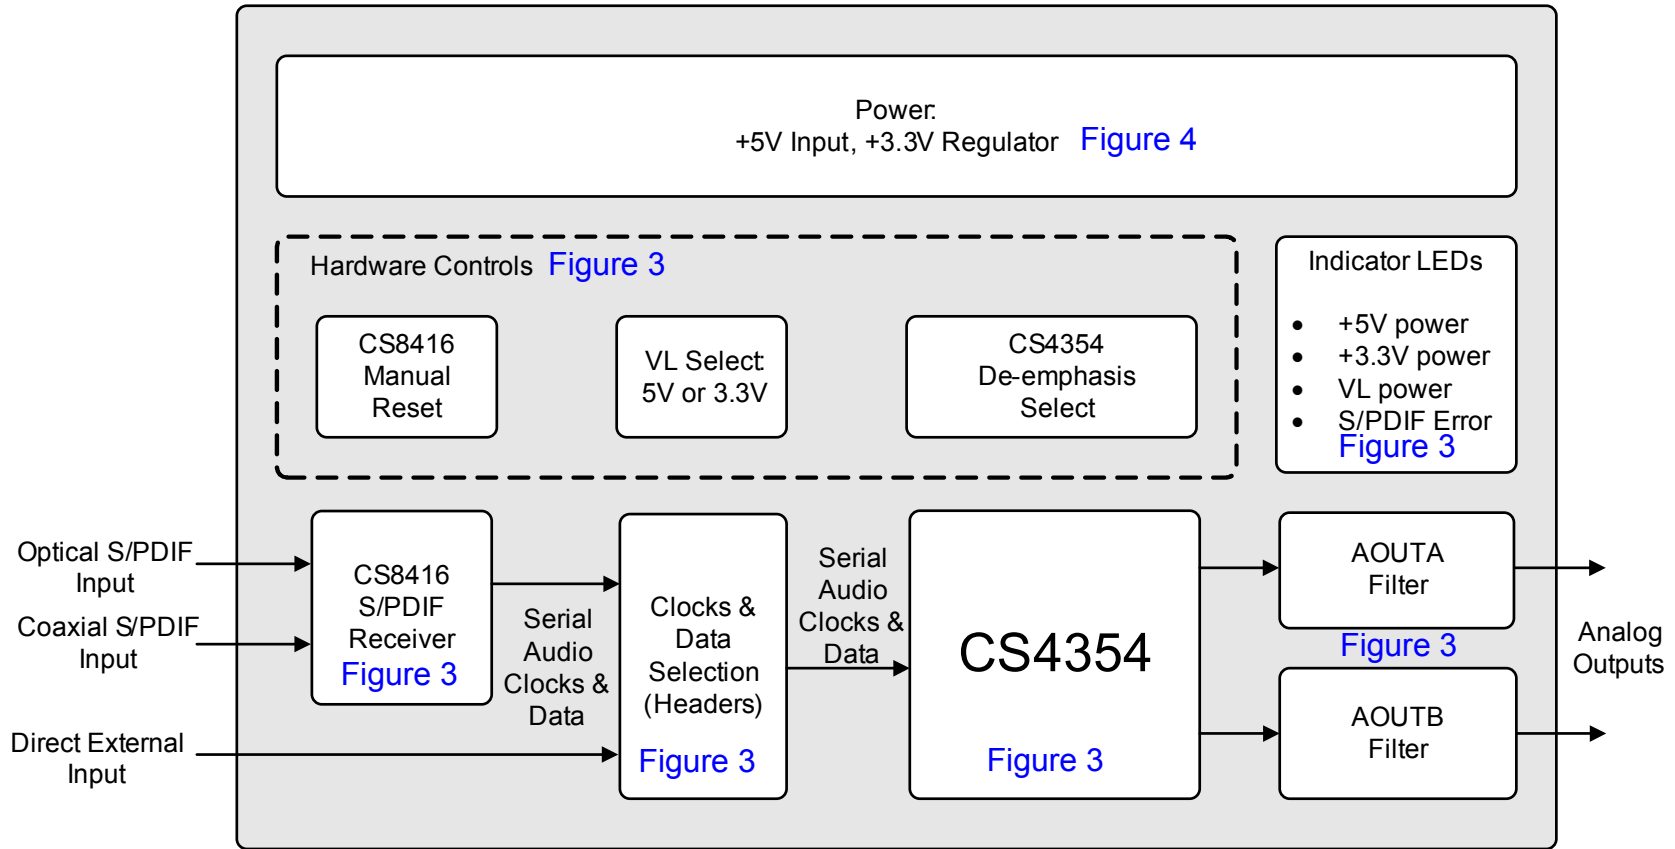 Power:
+5V Input, +3.3V Regulator Figure 4
Hardware Controls Figure 3
CS8416
Manual
Reset
VL Select:
5V or 3.3V
CS4354
De-emphasis
Select
Indicator LEDs
• +5V power
• +3.3V power
• VL power
• S/PDIF Error
Figure 3
Optical S/PDIF
Input
Coaxial S/PDIF
Input
Direct External
Input
CS8416
S/PDIF
Receiver
Figure 3
Serial
Audio
Clocks &
Data
Clocks &
Data
Selection
(Headers)
Figure 3
Serial
Audio
Clocks &
Data
CS4354
Figure 3
AOUTA
Filter
Figure 3
AOUTB
Filter
Analog
Outputs